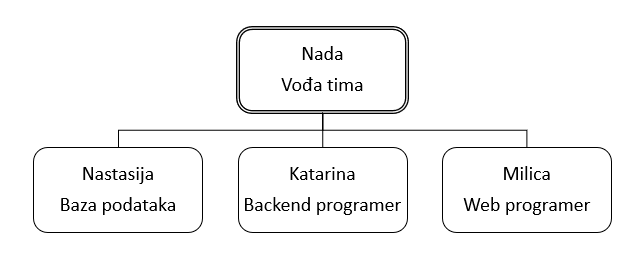 Nada
Vođa tima
Nastasija
Baza podataka
Katarina
Backend programer
Milica
Web programer